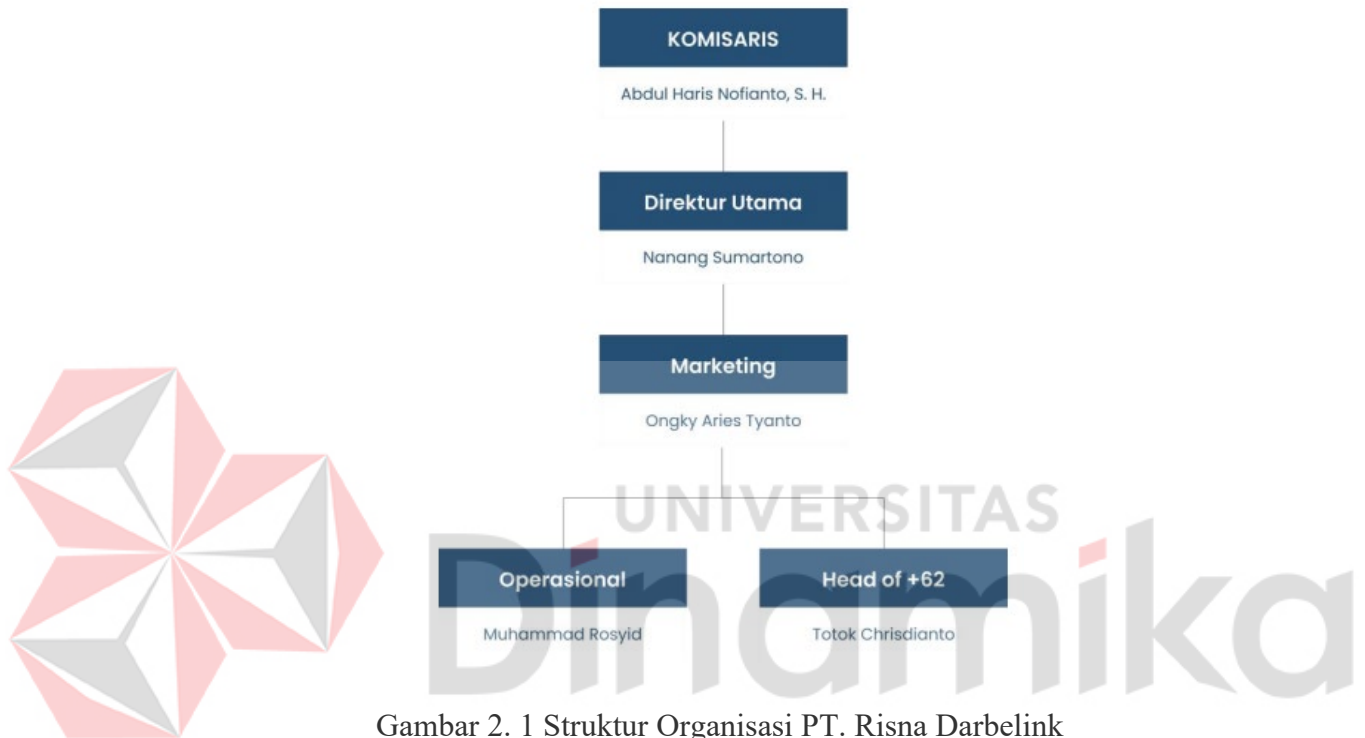 KOMISARIS
Abdul Haris Nofianto, S. H.
Direktur Utama
Nanang Sumartono
Marketing
Ongky Aries Tyanto
UNIVERSITAS
Dinamika
Operasional
Head of +62
Muhammad Rosyid
Totok Chrisdianto
Gambar 2. 1 Struktur Organisasi PT. Risna Darbelink